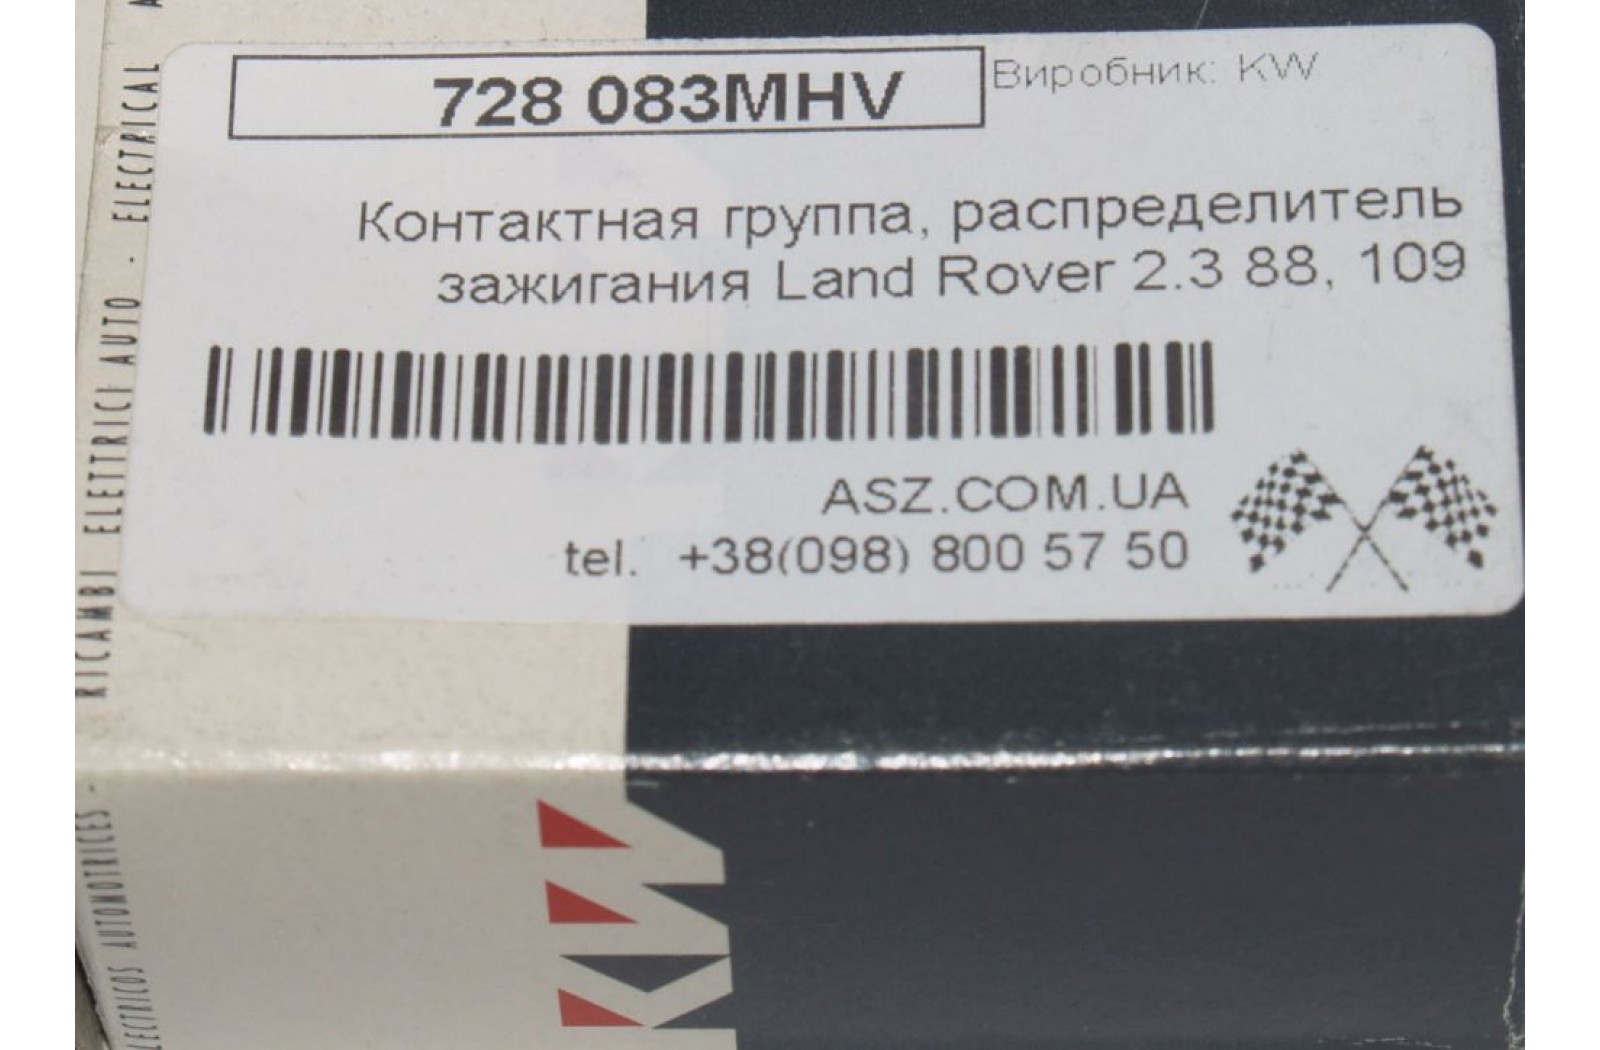 728 083MHV
Виробник: KW
Контактная группа, распределитель
зажигания Land Rover 2.3 88, 109
ASZ.COM.UA
tel. +38(098) 800 57 50
RICAMBI ELETTRICI AUTO · ELECTRICAL
ELECTRICOS AUTOMOTRICES ·
KW